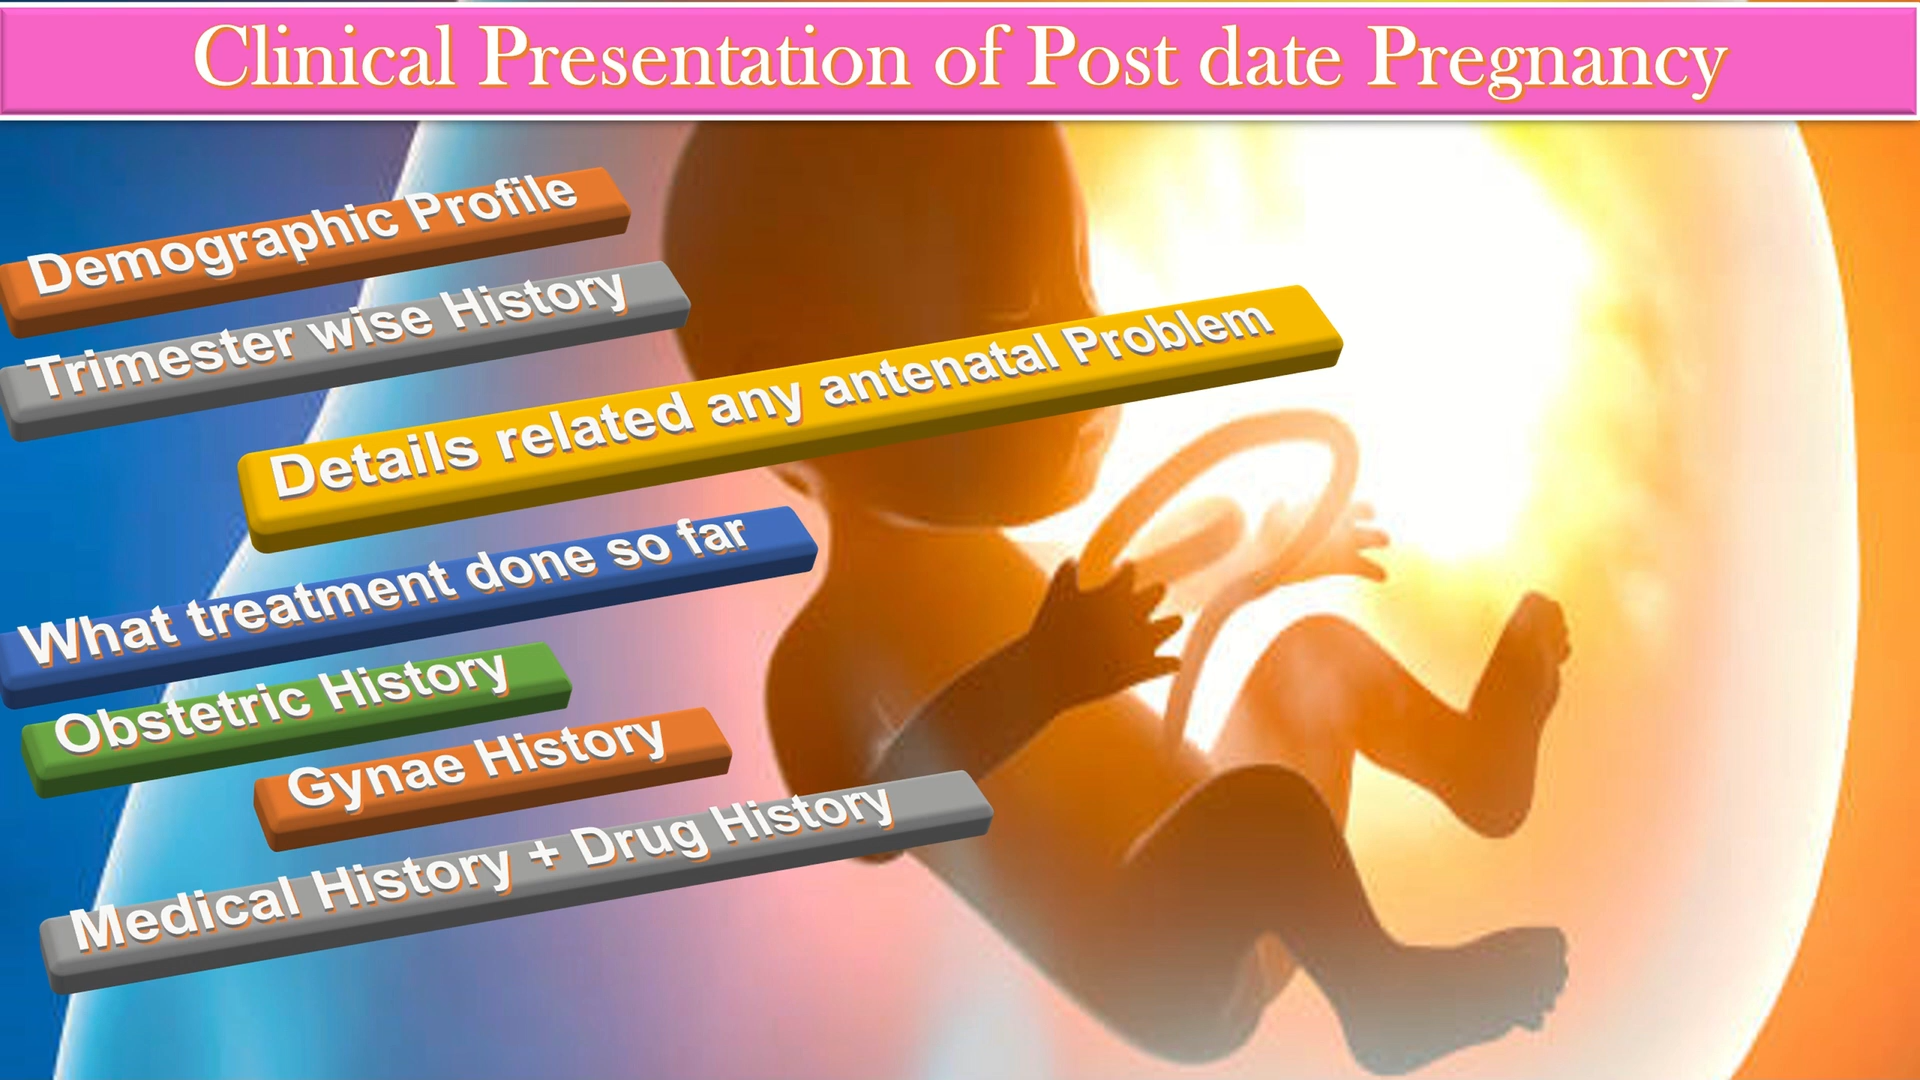 Clinical Presentation of Post date Pregnancy
Demographic Profile
Trimester wise History
Details related any antenatal Problem
What treatment done so far
Obstetric History
Gynae History
Medical History + Drug History